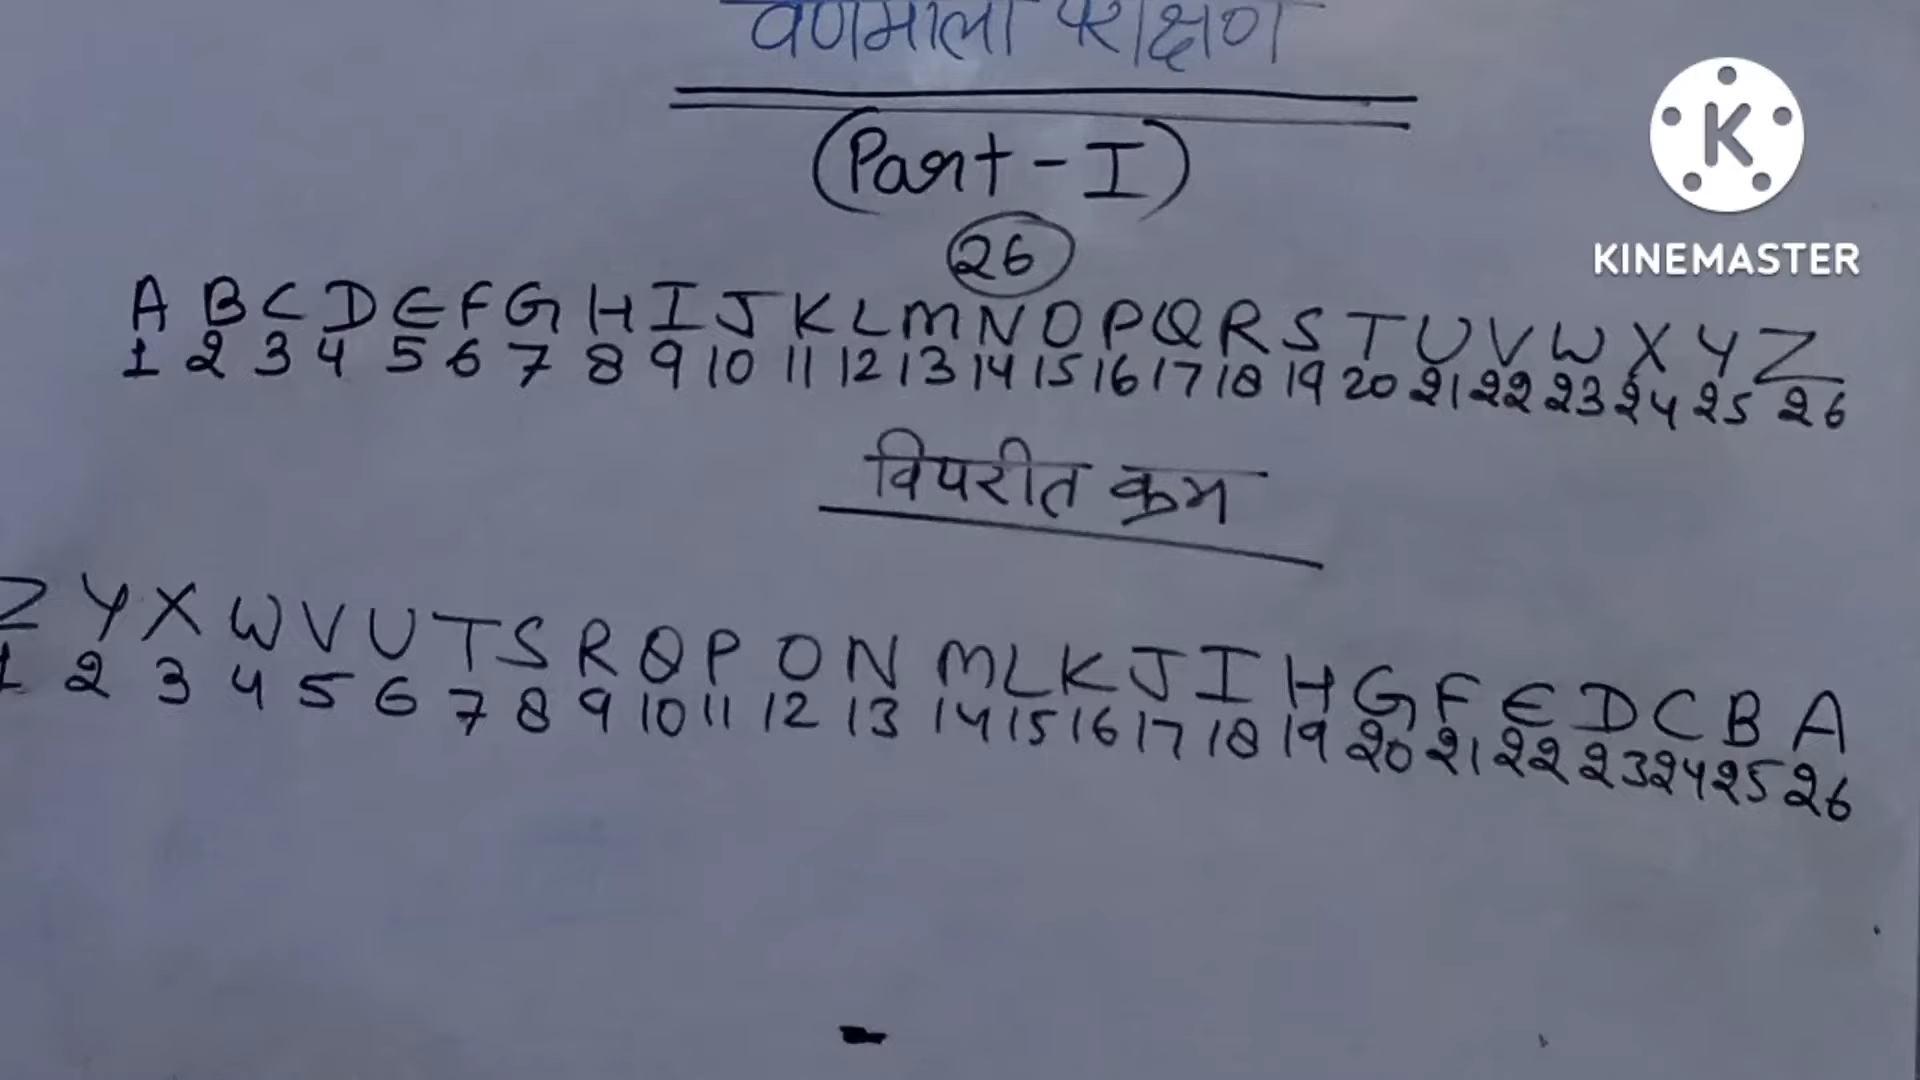 वर्णमाला परीक्षण
(Part - I)
26
A B C D E F G H I J K L M N O P Q R S T U V W X Y Z
1 2 3 4 5 6 7 8 9 10 11 12 13 14 15 16 17 18 19 20 21 22 23 24 25 26
विपरीत क्रम
Z Y X W V U T S R Q P O N M L K J I H G F E D C B A
1 2 3 4 5 6 7 8 9 10 11 12 13 14 15 16 17 18 19 20 21 22 23 24 25 26
K
KINEMASTER